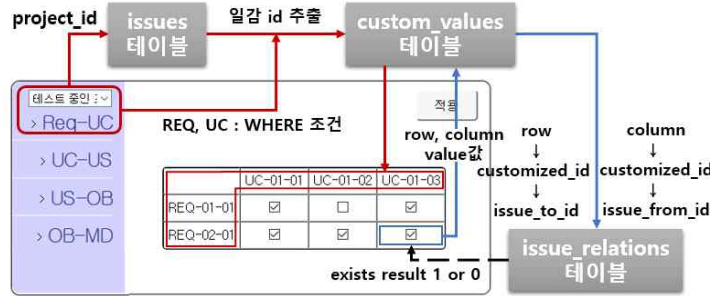 project_id
issues
테이블
일감 id 추출
custom_values
테이블
테스트 중인
> Req-UC
> UC-US
> US-OB
> OB-MD
REQ, UC : WHERE 조건
적용
row, column
value값
UC-01-01 UC-01-02 UC-01-03
REQ-01-01
REQ-02-01
exists result 1 or 0
row
↓
customized_id
↓
issue_to_id
column
↓
customized_id
↓
issue_from_id
issue_relations
테이블